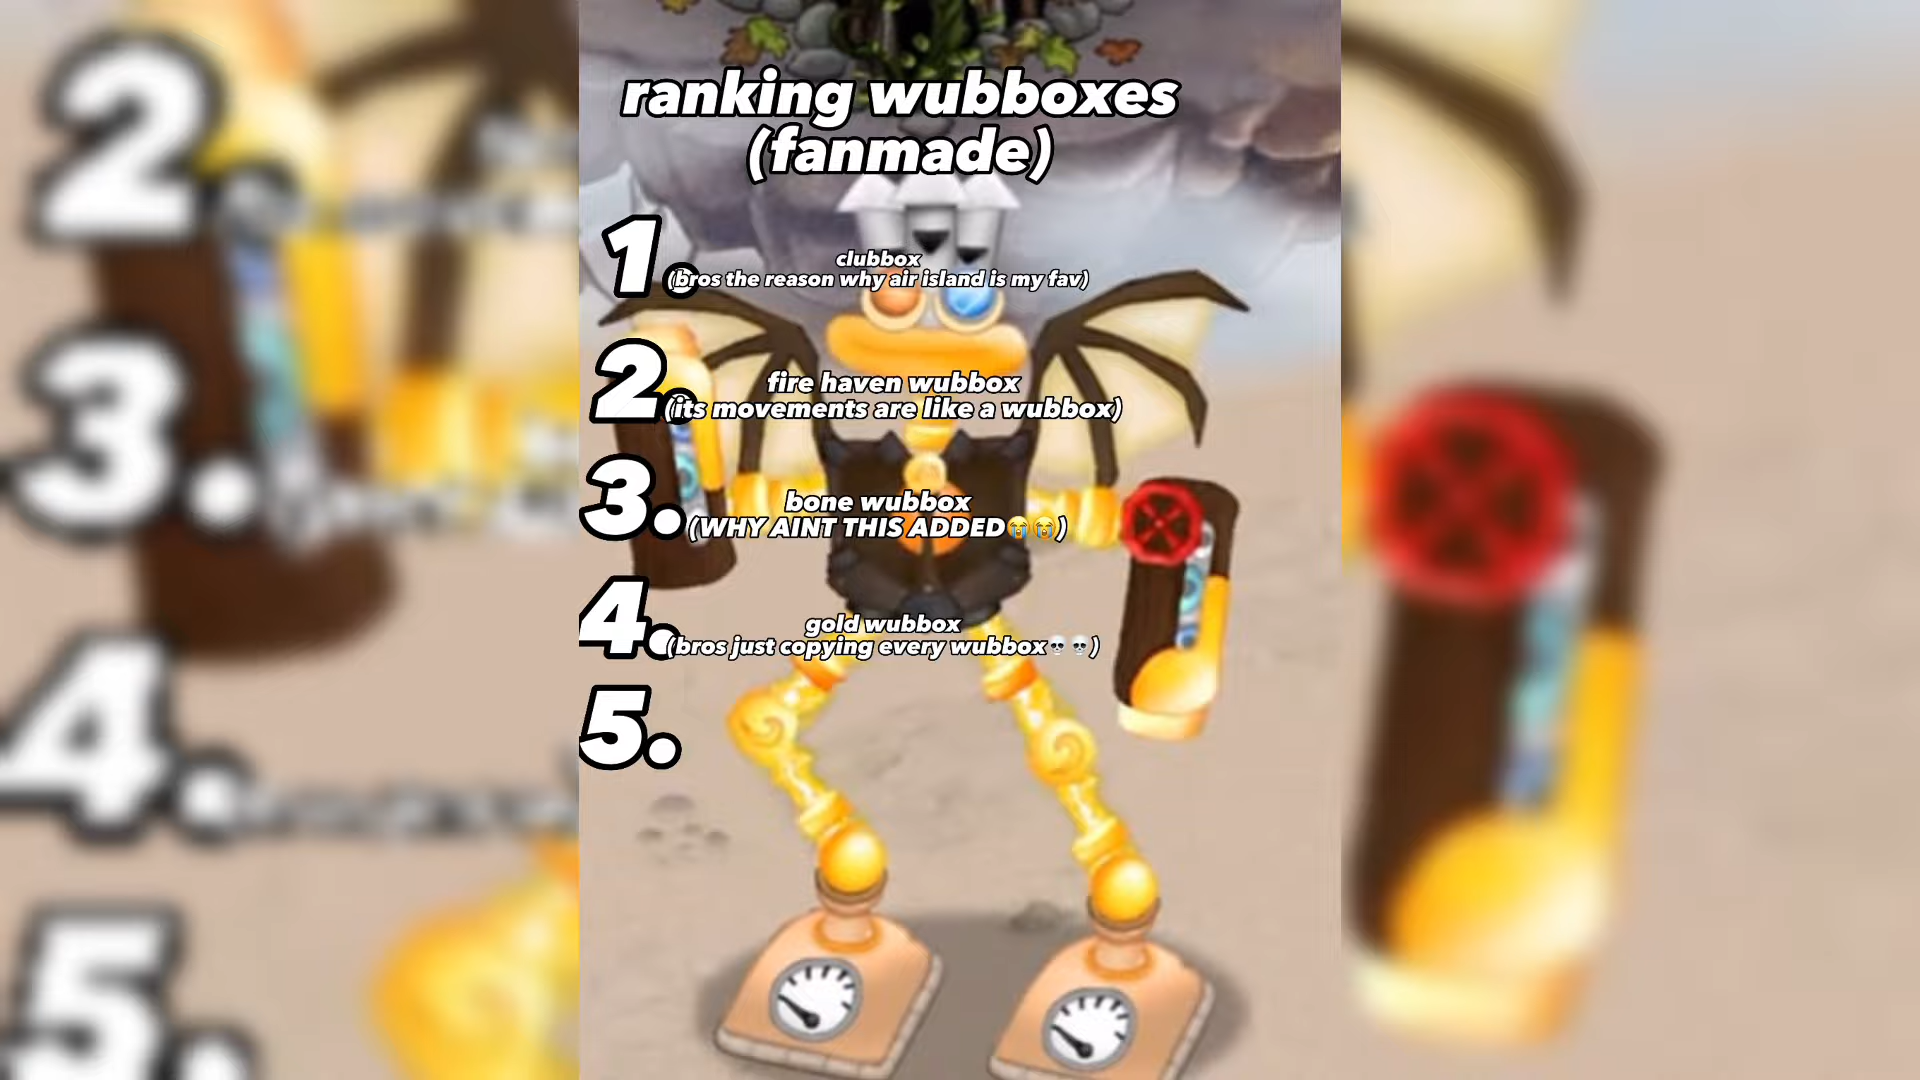 ranking wubboxes
(fanmade)
1.
clubbox
(bros the reason why air island is my fav)
2.
fire haven wubbox
(its movements are like a wubbox)
3.
bone wubbox
(WHY AINT THIS ADDED😭😭)
4.
gold wubbox
(bros just copying every wubbox💀💀)
5.